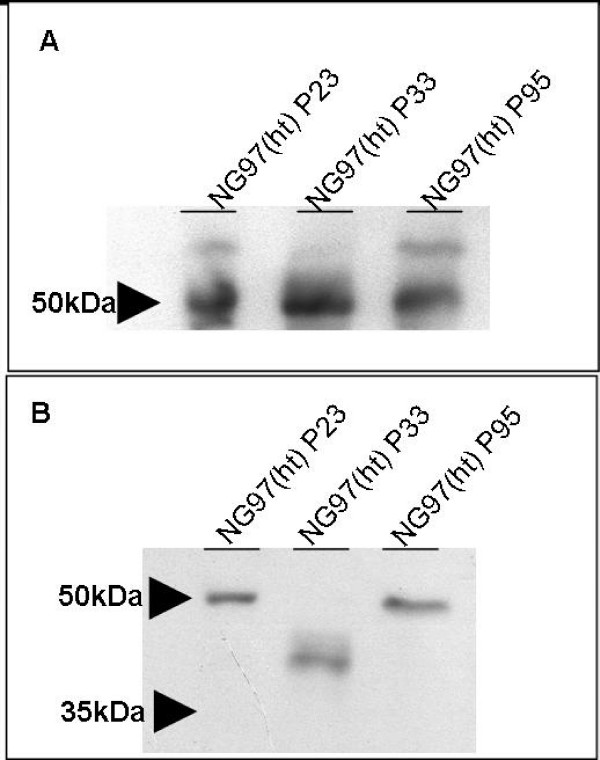 A
NG97(ht) P23
NG97(ht) P33
NG97(ht) P95
50kDa
B
NG97(ht) P23
NG97(ht) P33
NG97(ht) P95
50kDa
35kDa